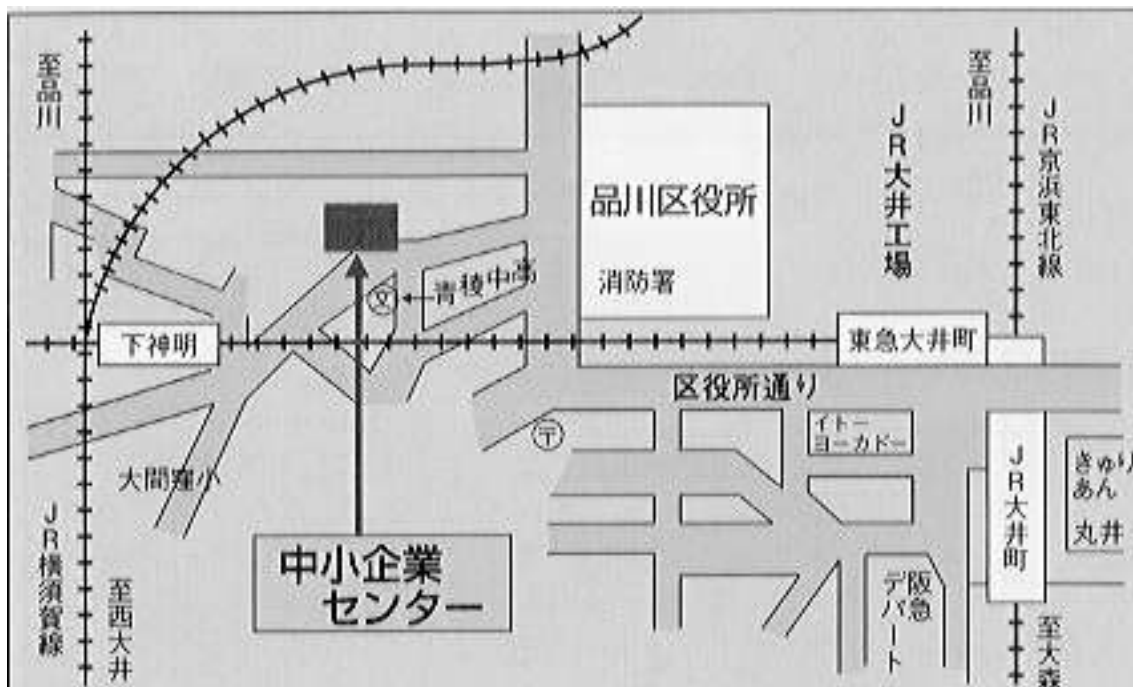 至品川
至品川
JR京浜東北線
JR大井工場
品川区役所
消防署
青稜中高
文
下神明
東急大井町
区役所通り
〒
イトー
ヨーカドー
JR大井町
きゅり
あん
丸井
大間窪小
中小企業
センター
JR横須賀線
至西大井
阪急
デパート
至大森